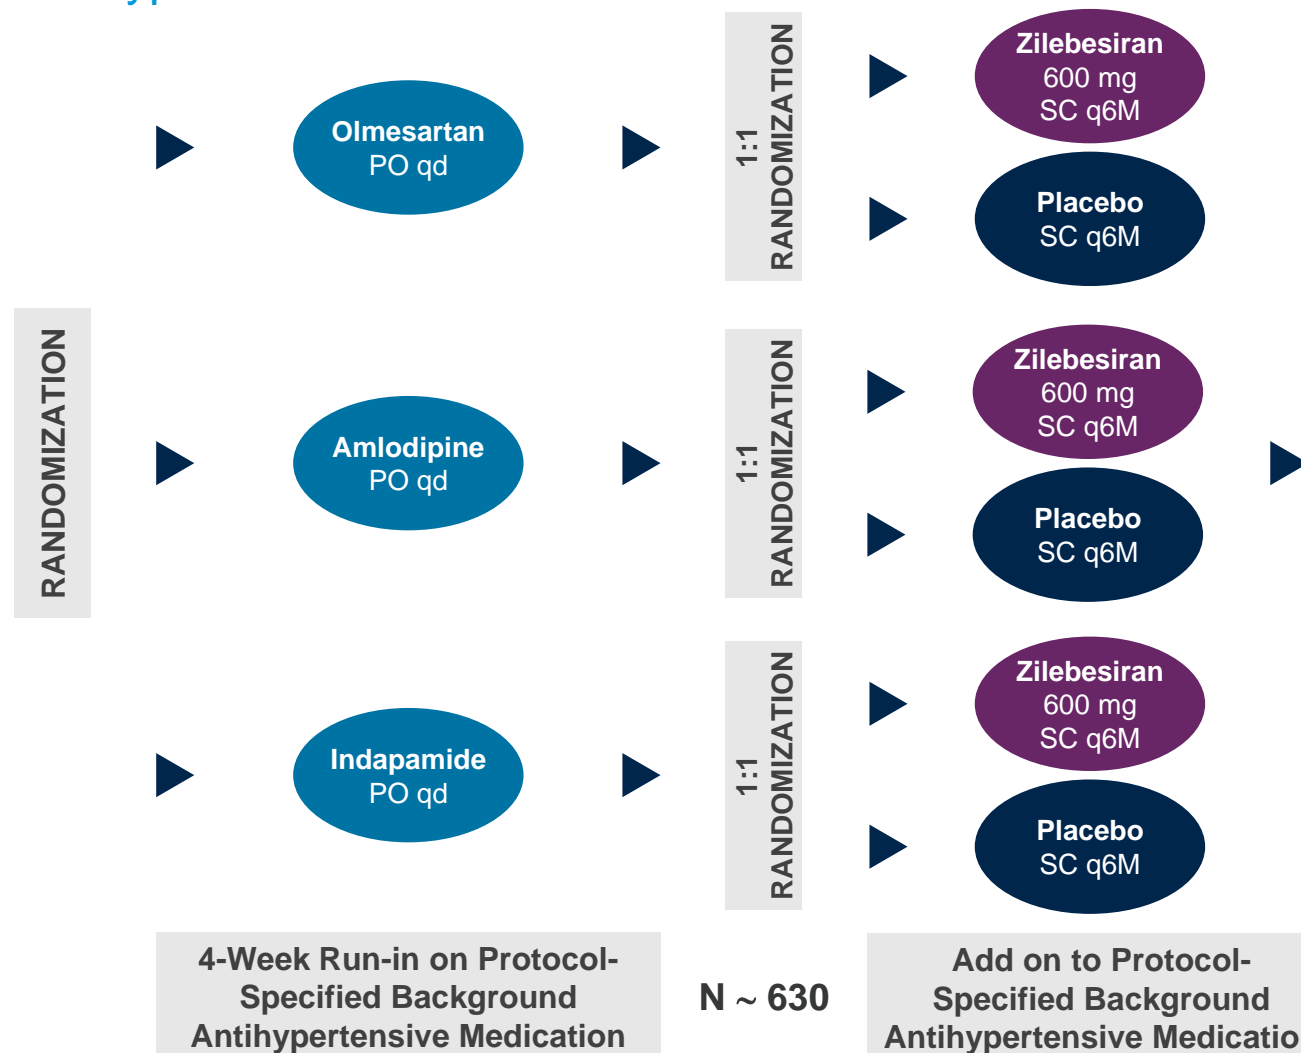 RANDOMIZATION
Olmesartan
PO qd
1:1
RANDOMIZATION
Zilebesiran
600 mg
SC q6M
Placebo
SC q6M
Amlodipine
PO qd
1:1
RANDOMIZATION
Zilebesiran
600 mg
SC q6M
Placebo
SC q6M
Indapamide
PO qd
1:1
RANDOMIZATION
Zilebesiran
600 mg
SC q6M
Placebo
SC q6M
4-Week Run-in on Protocol-
Specified Background
Antihypertensive Medication
N ~ 630
Add on to Protocol-
Specified Background
Antihypertensive Medicatio